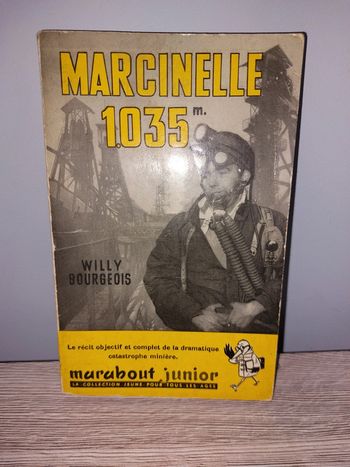 MARCINELLE
1.035 m.
WILLY
BOURGEOIS
Le récit objectif et complet de la dramatique
catastrophe minière.
marabout junior
LA COLLECTION JEUNE POUR TOUS LES AGES